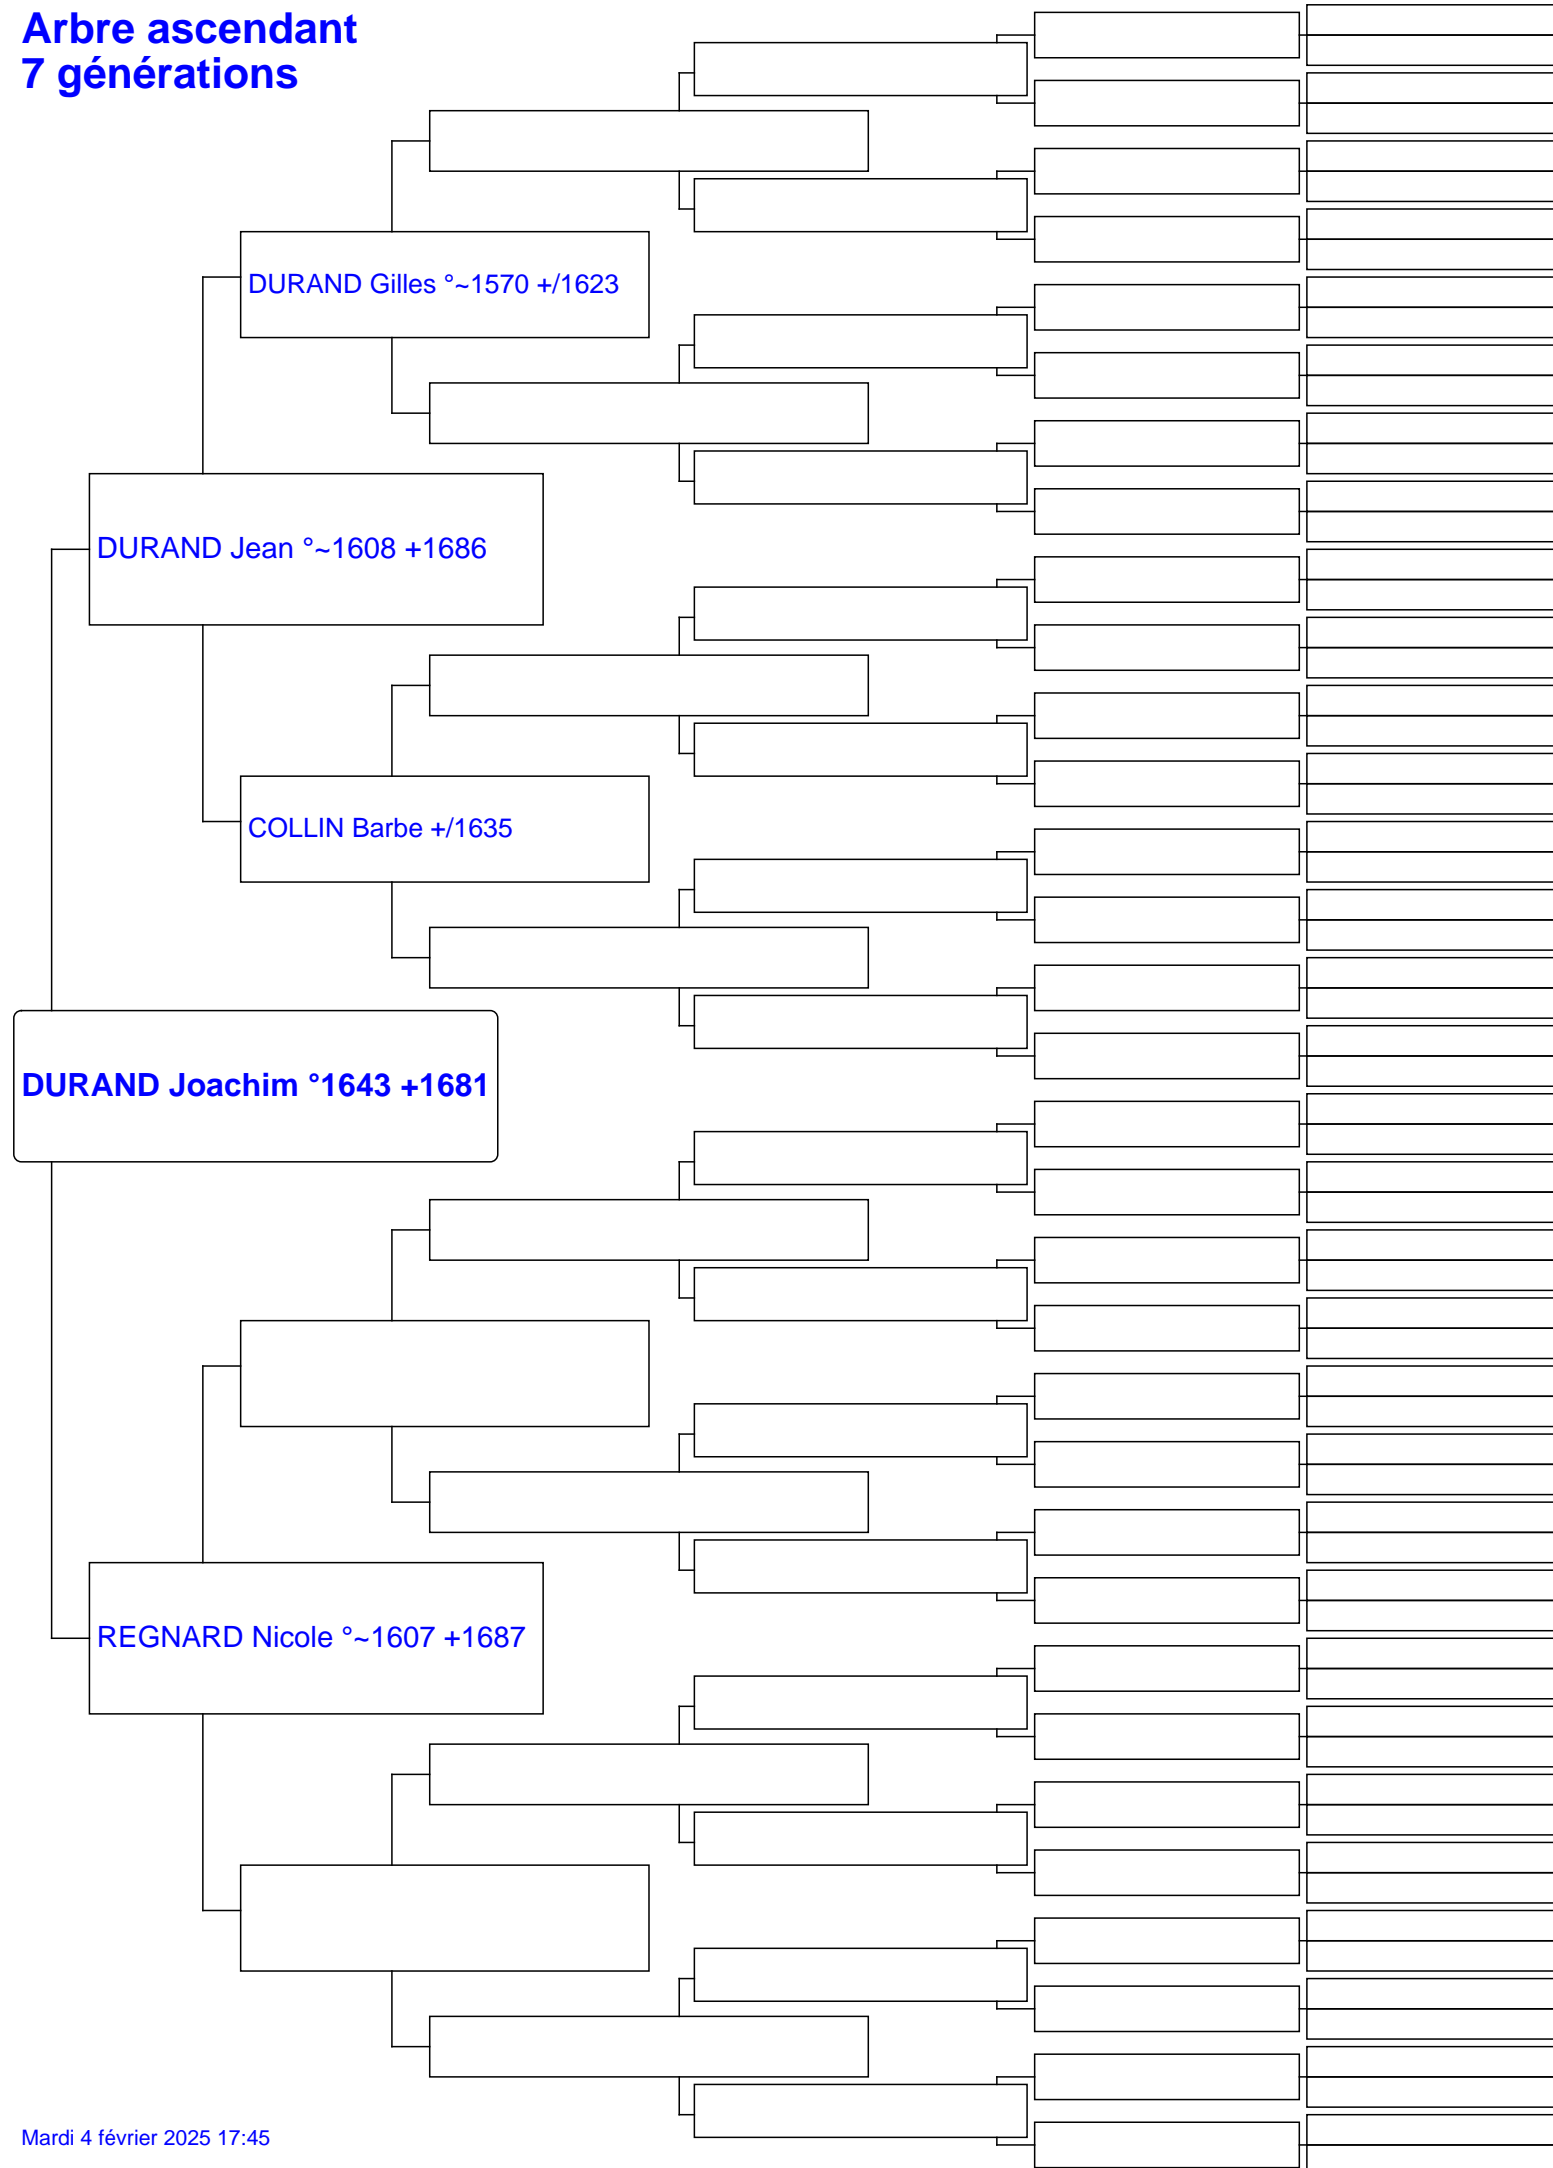 Arbre ascendant
7 générations
DURAND Gilles °~1570 +/1623
DURAND Jean °~1608 +1686
COLLIN Barbe +/1635
DURAND Joachim °1643 +1681
REGNARD Nicole °~1607 +1687
Mardi 4 février 2025 17:45